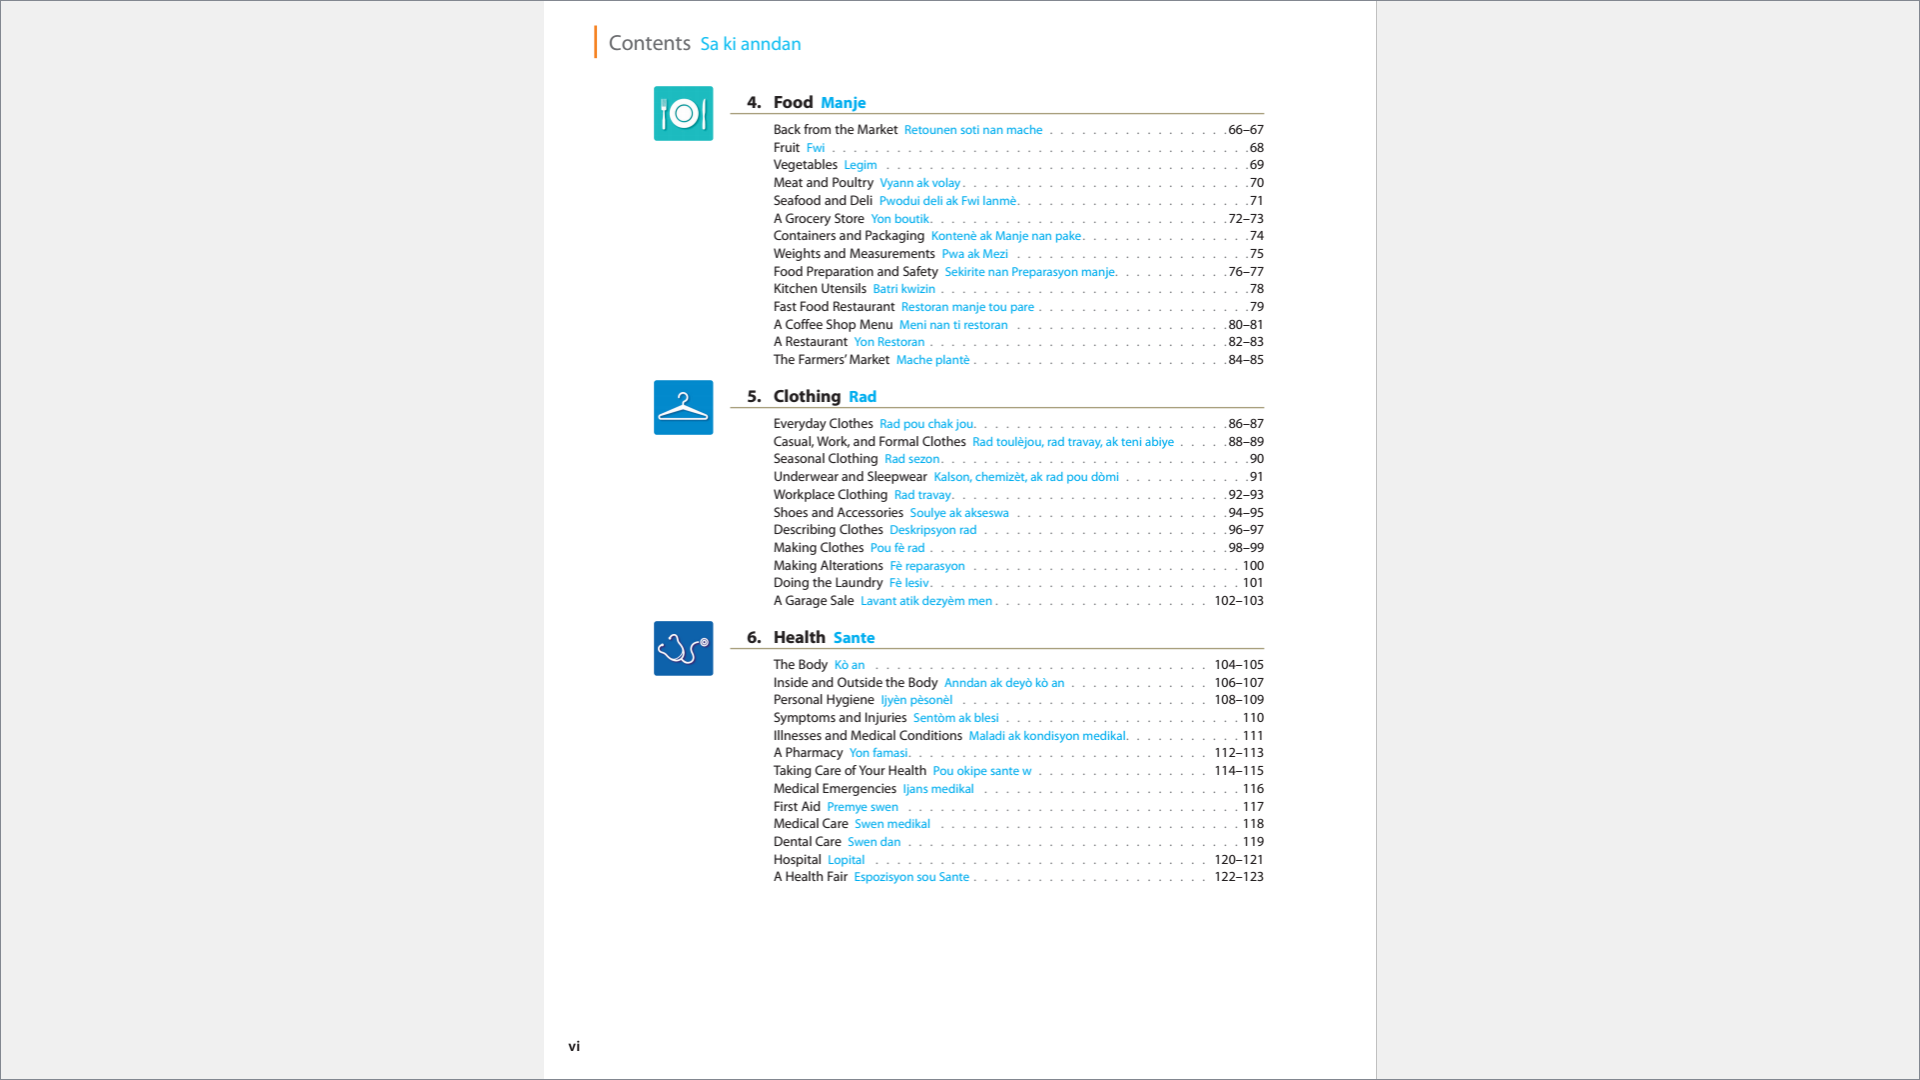 Contents Sa ki anndan
4. Food Manje
Back from the Market Retounen soti nan mache . . . . . . . . . . . . . . . . . 66–67
Fruit Fwi . . . . . . . . . . . . . . . . . . . . . . . . . . . . . . . . . . . . . . . 68
Vegetables Legim . . . . . . . . . . . . . . . . . . . . . . . . . . . . . . . . . . 69
Meat and Poultry Vyann ak volay . . . . . . . . . . . . . . . . . . . . . . . . . . . 70
Seafood and Deli Pwodui deli ak Fwi lanmè . . . . . . . . . . . . . . . . . . . . . . 71
A Grocery Store Yon boutik . . . . . . . . . . . . . . . . . . . . . . . . . . . . 72–73
Containers and Packaging Kontenè ak Manje nan pake . . . . . . . . . . . . . . . . 74
Weights and Measurements Pwa ak Mezi . . . . . . . . . . . . . . . . . . . . . . 75
Food Preparation and Safety Sekirite nan Preparasyon manje . . . . . . . . . . . 76–77
Kitchen Utensils Batri kwizin . . . . . . . . . . . . . . . . . . . . . . . . . . . . . 78
Fast Food Restaurant Restoran manje tou pare . . . . . . . . . . . . . . . . . . . . 79
A Coffee Shop Menu Meni nan ti restoran . . . . . . . . . . . . . . . . . . . . 80–81
A Restaurant Yon Restoran . . . . . . . . . . . . . . . . . . . . . . . . . . . . 82–83
The Farmers’ Market Mache plantè . . . . . . . . . . . . . . . . . . . . . . . . 84–85
5. Clothing Rad
Everyday Clothes Rad pou chak jou . . . . . . . . . . . . . . . . . . . . . . . . 86–87
Casual, Work, and Formal Clothes Rad toulèjou, rad travay, ak teni abiye . . . . . 88–89
Seasonal Clothing Rad sezon . . . . . . . . . . . . . . . . . . . . . . . . . . . . . 90
Underwear and Sleepwear Kalson, chemizèt, ak rad pou dòmi . . . . . . . . . . . . 91
Workplace Clothing Rad travay . . . . . . . . . . . . . . . . . . . . . . . . . . 92–93
Shoes and Accessories Soulye ak akseswa . . . . . . . . . . . . . . . . . . . . 94–95
Describing Clothes Deskripsyon rad . . . . . . . . . . . . . . . . . . . . . . . 96–97
Making Clothes Pou fè rad . . . . . . . . . . . . . . . . . . . . . . . . . . . . 98–99
Making Alterations Fè reparasyon . . . . . . . . . . . . . . . . . . . . . . . . . 100
Doing the Laundry Fè lesiv . . . . . . . . . . . . . . . . . . . . . . . . . . . . . 101
A Garage Sale Lavant atik dezyèm men . . . . . . . . . . . . . . . . . . . . 102–103
6. Health Sante
The Body Kò an . . . . . . . . . . . . . . . . . . . . . . . . . . . . . . . 104–105
Inside and Outside the Body Anndan ak deyò kò an . . . . . . . . . . . . . 106–107
Personal Hygiene Ijyèn pèsonèl . . . . . . . . . . . . . . . . . . . . . . . 108–109
Symptoms and Injuries Sentòm ak blesi . . . . . . . . . . . . . . . . . . . . . . 110
Illnesses and Medical Conditions Maladi ak kondisyon medikal . . . . . . . . . . . 111
A Pharmacy Yon famasi . . . . . . . . . . . . . . . . . . . . . . . . . . . . 112–113
Taking Care of Your Health Pou okipe sante w . . . . . . . . . . . . . . . . 114–115
Medical Emergencies Ijans medikal . . . . . . . . . . . . . . . . . . . . . . . . 116
First Aid Premye swen . . . . . . . . . . . . . . . . . . . . . . . . . . . . . . . 117
Medical Care Swen medikal . . . . . . . . . . . . . . . . . . . . . . . . . . . . 118
Dental Care Swen dan . . . . . . . . . . . . . . . . . . . . . . . . . . . . . . . 119
Hospital Lopital . . . . . . . . . . . . . . . . . . . . . . . . . . . . . . . 120–121
A Health Fair Espozisyon sou Sante . . . . . . . . . . . . . . . . . . . . . . 122–123
vi